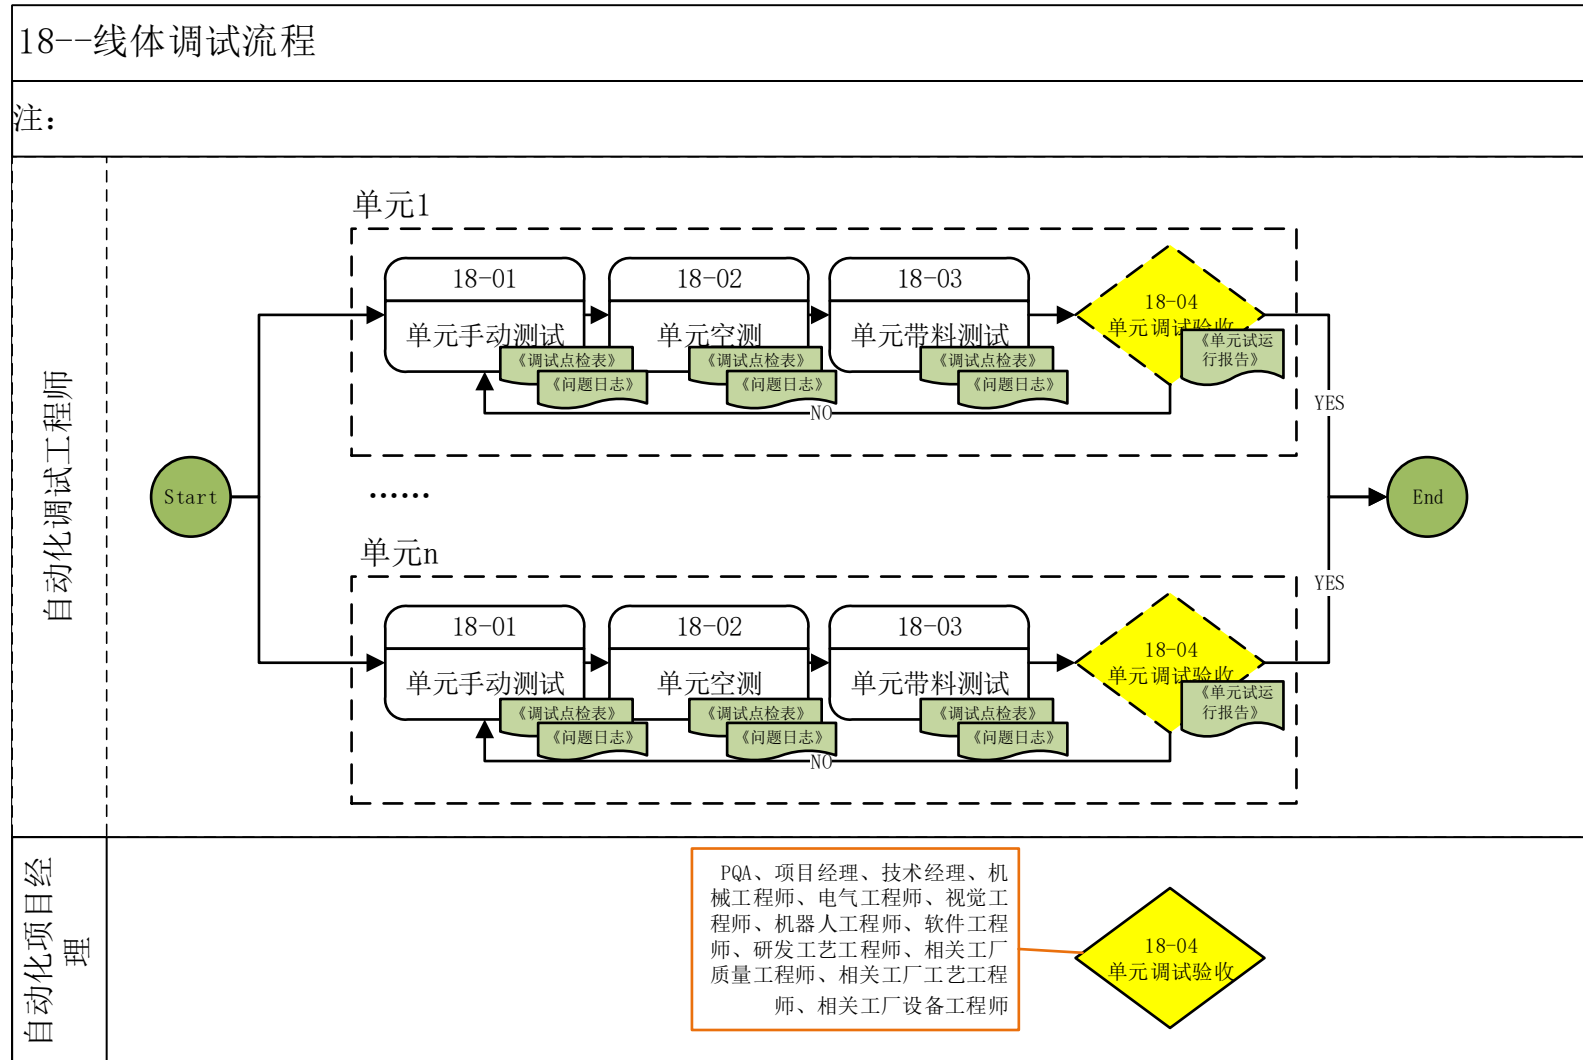 18--线体调试流程
注：
自动化调试工程师
单元1
18-01
单元手动测试
《调试点检表》
《问题日志》
18-02
单元空测
《调试点检表》
《问题日志》
18-03
单元带料测试
《调试点检表》
《问题日志》
18-04
单元调试验收
《单元试运
行报告》
NO
YES
Start
······
End
单元n
18-01
单元手动测试
《调试点检表》
《问题日志》
18-02
单元空测
《调试点检表》
《问题日志》
18-03
单元带料测试
《调试点检表》
《问题日志》
18-04
单元调试验收
《单元试运
行报告》
NO
YES
自动化项目经
理
PQA、项目经理、技术经理、机
械工程师、电气工程师、视觉工
程师、机器人工程师、软件工程
师、研发工艺工程师、相关工厂
质量工程师、相关工厂工艺工程
师、相关工厂设备工程师
18-04
单元调试验收